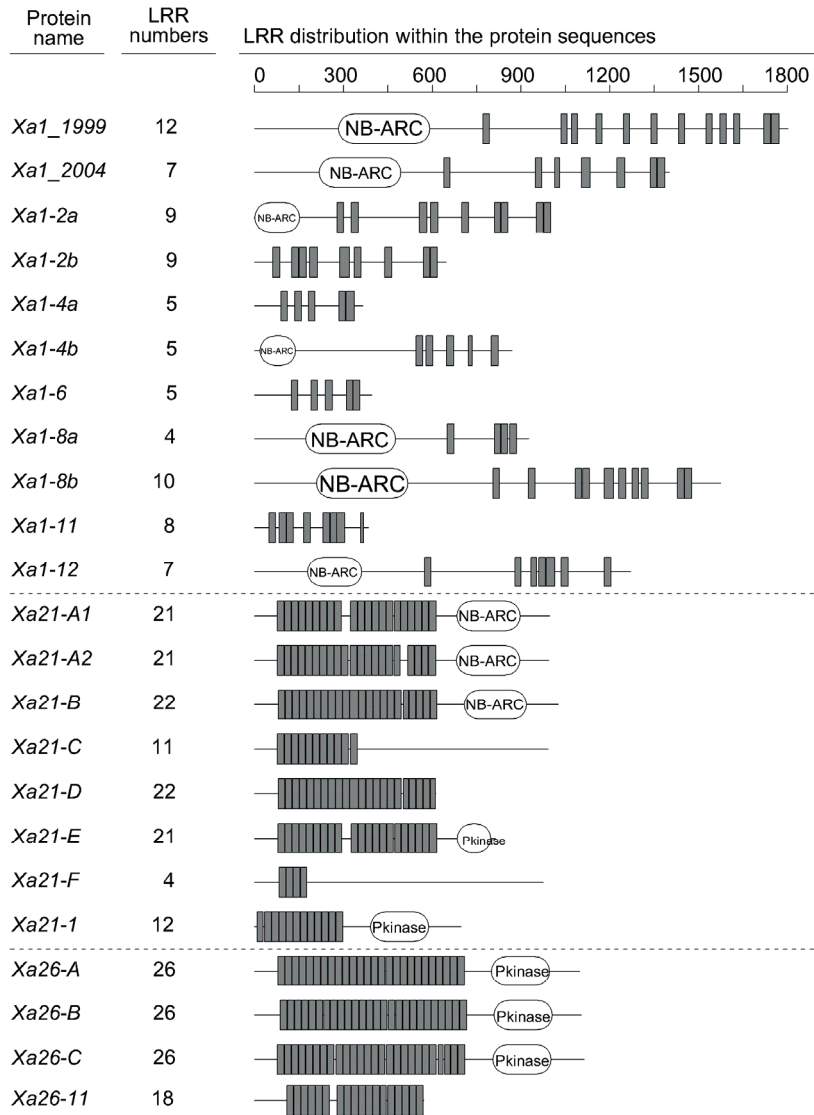 Protein name LRR numbers LRR distribution within the protein sequences
0 300 600 900 1200 1500 1800
Xa1_1999 12 NB-ARC
Xa1_2004 7 NB-ARC
Xa1-2a 9 NB-ARC
Xa1-2b 9
Xa1-4a 5
Xa1-4b 5 NB-ARC
Xa1-6 5
Xa1-8a 4 NB-ARC
Xa1-8b 10 NB-ARC
Xa1-11 8
Xa1-12 7 NB-ARC
Xa21-A1 21 NB-ARC
Xa21-A2 21 NB-ARC
Xa21-B 22 NB-ARC
Xa21-C 11
Xa21-D 22
Xa21-E 21 Pkinase
Xa21-F 4
Xa21-1 12 Pkinase
Xa26-A 26 Pkinase
Xa26-B 26 Pkinase
Xa26-C 26 Pkinase
Xa26-11 18